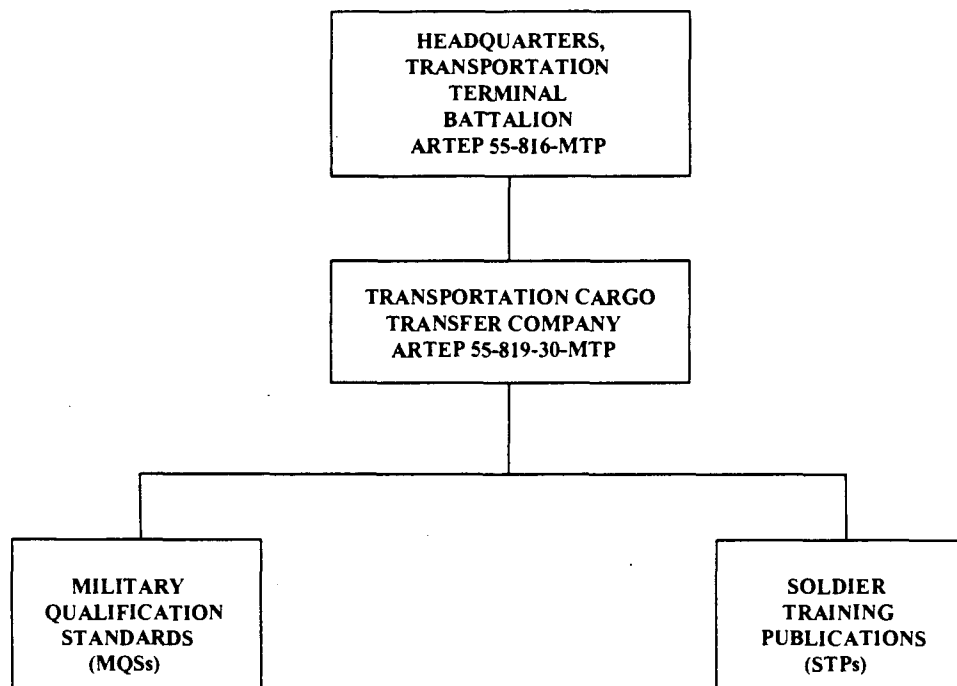 HEADQUARTERS,
TRANSPORTATION
TERMINAL
BATTALION
ARTEP 55-816-MTP
TRANSPORTATION CARGO
TRANSFER COMPANY
ARTEP 55-819-30-MTP
MILITARY
QUALIFICATION
STANDARDS
(MQSs)
SOLDIER
TRAINING
PUBLICATIONS
(STPs)